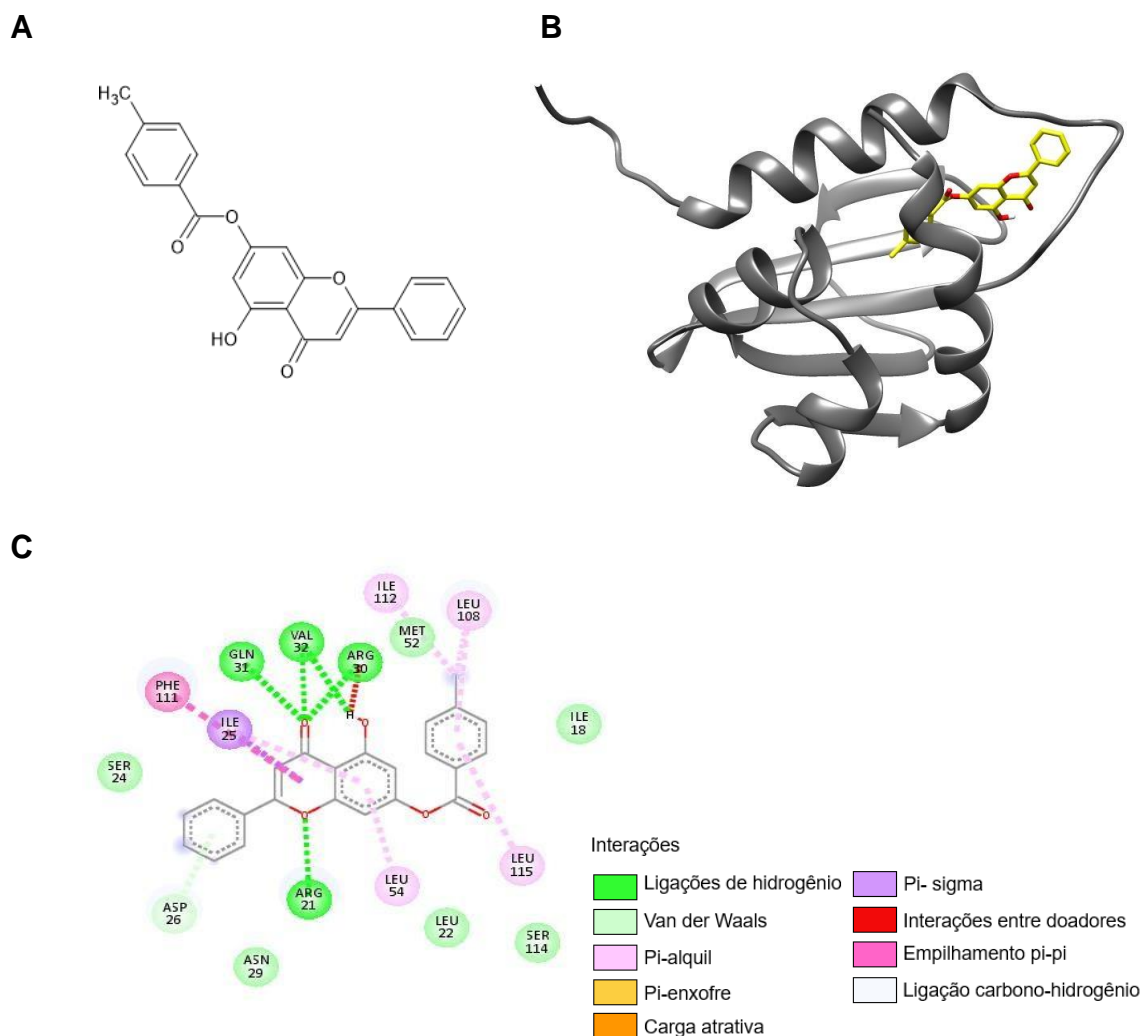 A
B
H₃C
O
O
O
HO
O
C
ILE
112
LEU
108
MET
52
VAL
32
ARG
30
GLN
31
PHE
111
ILE
25
H
O
O
ILE
18
SER
24
O
O
O
LEU
115
ARG
21
LEU
54
ASP
26
LEU
22
SER
114
ASN
29
Interações
Ligações de hidrogênio
Van der Waals
Pi-alquil
Pi-enxofre
Carga atrativa
Pi- sigma
Interações entre doadores
Empilhamento pi-pi
Ligação carbono-hidrogênio